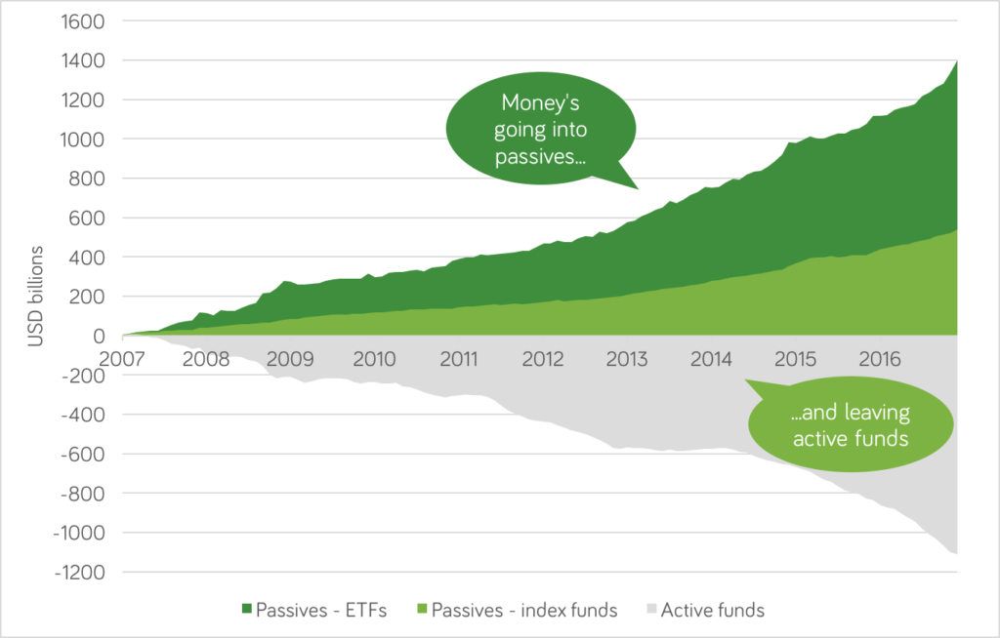 1600
1400
1200
1000
800
600
400
200
0
-200
-400
-600
-800
-1000
-1200
USD billions
Money's
going into
passives...
2007 2008 2009 2010 2011 2012 2013 2014 2015 2016
...and leaving
active funds
Passives - ETFs Passives - index funds Active funds